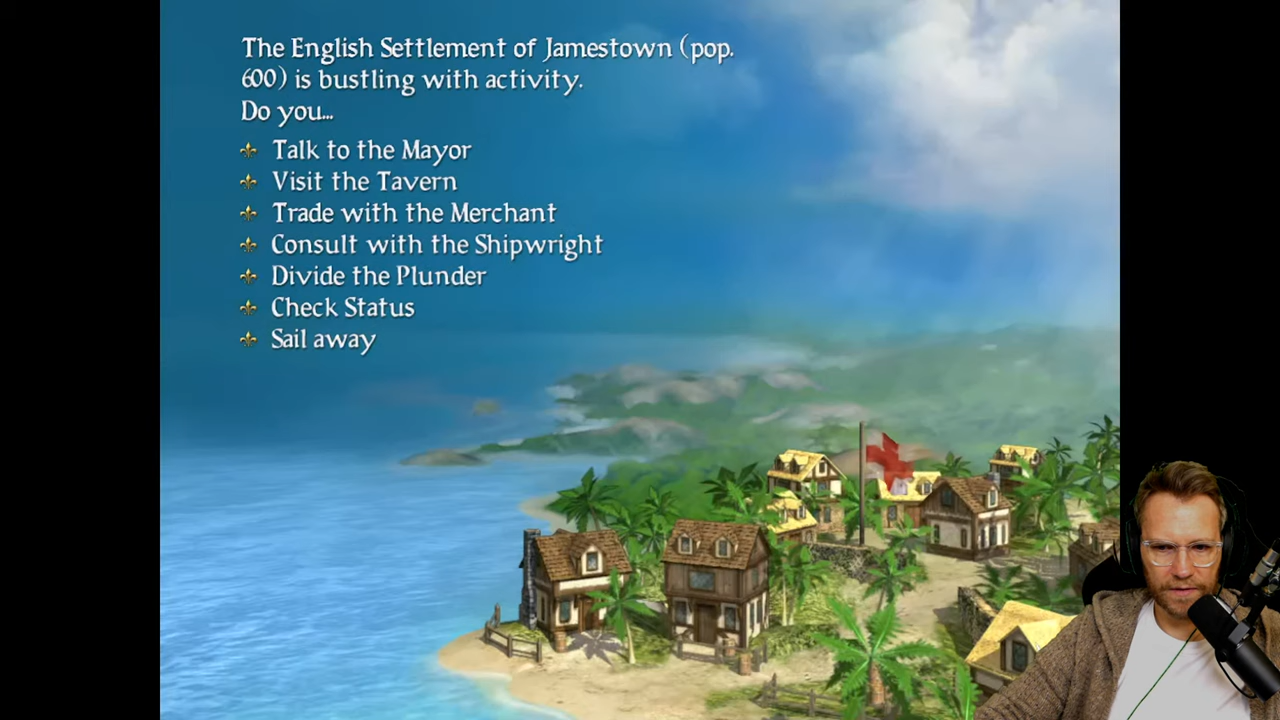 The English Settlement of Jamestown (pop.
600) is bustling with activity.
Do you...
Talk to the Mayor
Visit the Tavern
Trade with the Merchant
Consult with the Shipwright
Divide the Plunder
Check Status
Sail away